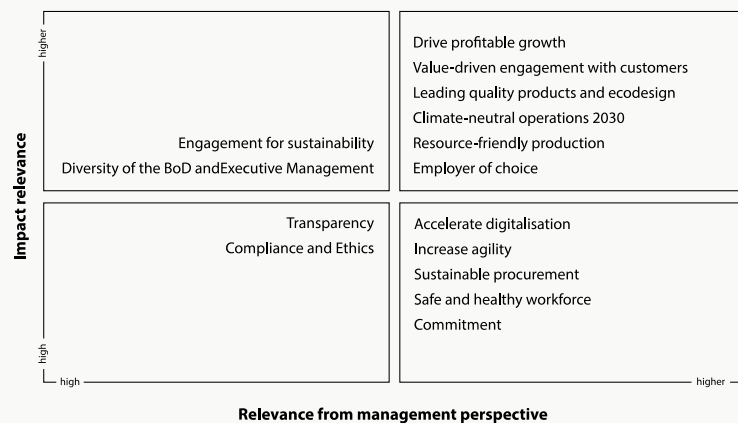 higher
Impact relevance
high
Engagement for sustainability
Diversity of the BoD andExecutive Management
Drive profitable growth
Value-driven engagement with customers
Leading quality products and ecodesign
Climate-neutral operations 2030
Resource-friendly production
Employer of choice
Transparency
Compliance and Ethics
Accelerate digitalisation
Increase agility
Sustainable procurement
Safe and healthy workforce
Commitment
high
higher
Relevance from management perspective